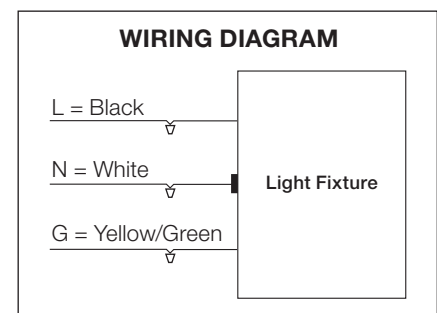 WIRING DIAGRAM
L = Black
N = White
Light Fixture
G = Yellow/Green